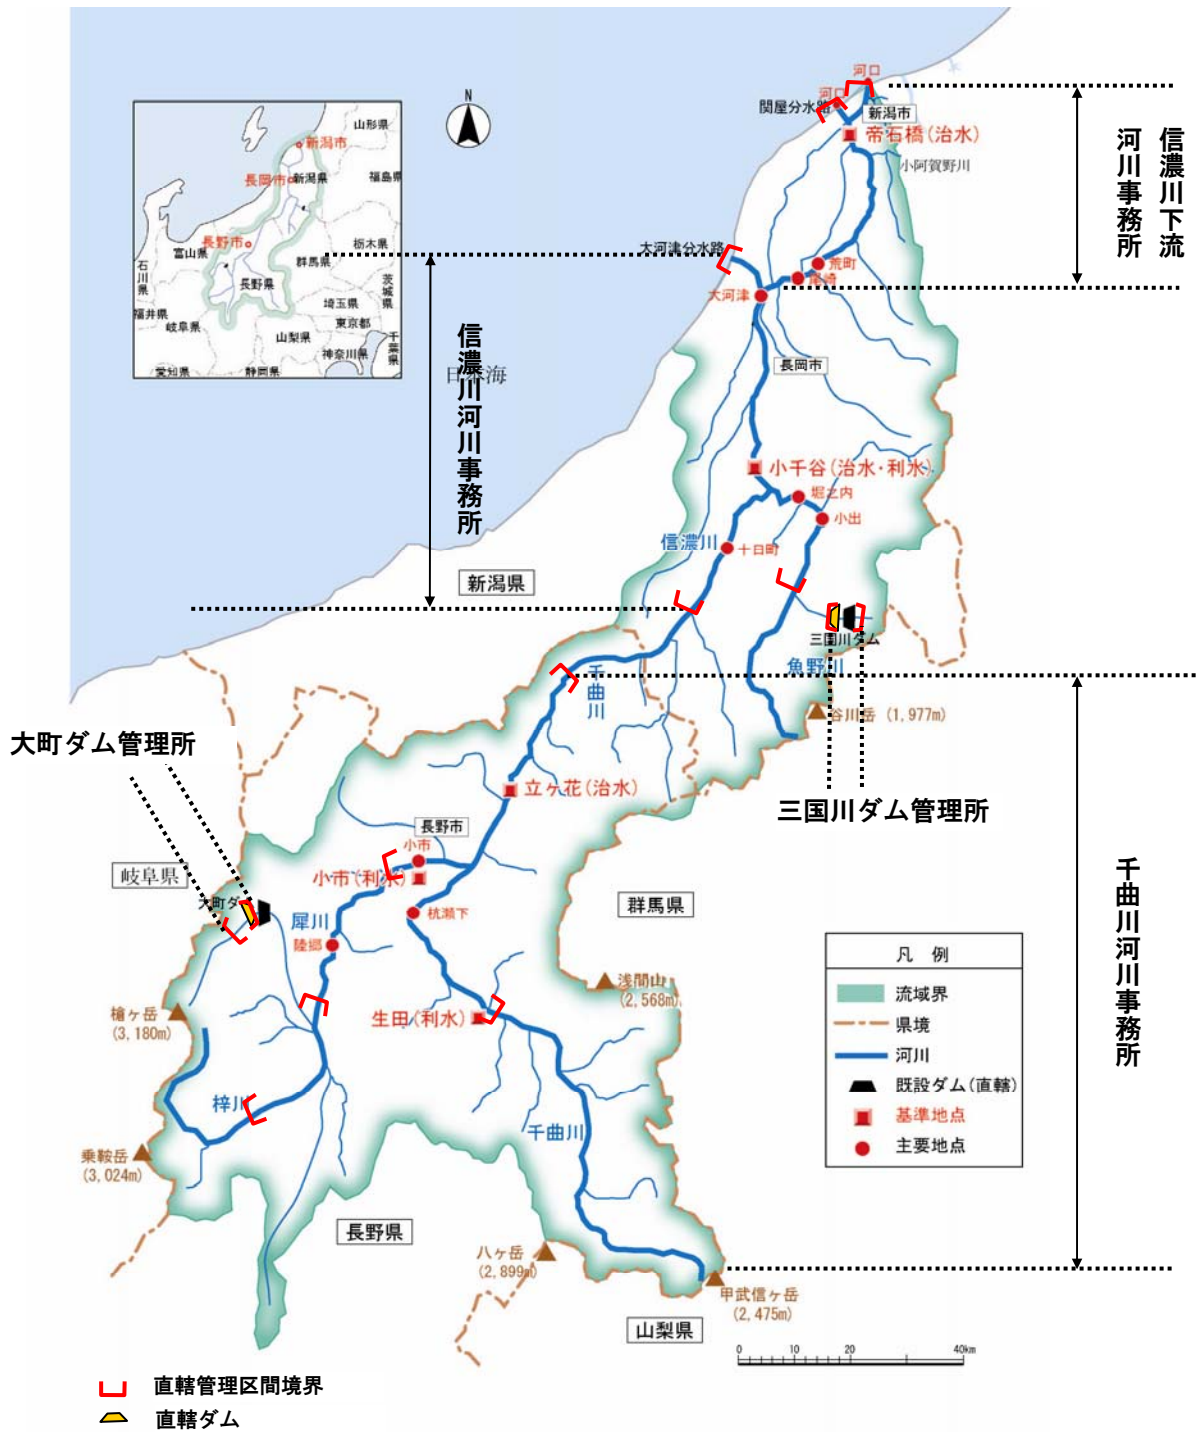 河口
河口
関屋分水路
新潟市
帝石橋(治水)
小阿賀野川
信濃川下流
河川事務所
N
山形県
新潟市
長岡市
新潟県
福島県
長野市
富山県
栃木県
群馬県
石川県
長野県
茨城県
福井県
埼玉県
岐阜県
東京都
山梨県
千葉県
神奈川県
愛知県
静岡県
大河津分水路
荒町
尾崎
大河津
信濃川河川事務所
日本海
長岡市
小千谷(治水・利水)
堀之内
小出
信濃川
十日町
新潟県
三国川ダム
魚野川
千曲川
谷川岳 (1,977m)
大町ダム管理所
立ヶ花(治水)
三国川ダム管理所
長野市
小市
岐阜県
小市(利水)
千曲川河川事務所
大町ダ
群馬県
杭瀬下
犀川
陸郷
凡 例
浅間山
(2,568m)
流域界
槍ヶ岳
(3,180m)
生田(利水)
県境
河川
既設ダム(直轄)
梓川
基準地点
千曲川
主要地点
乗鞍岳
(3,024m)
長野県
八ヶ岳
(2,899m)
甲武信ヶ岳
(2,475m)
山梨県
0 10 20 40km
直轄管理区間境界
直轄ダム